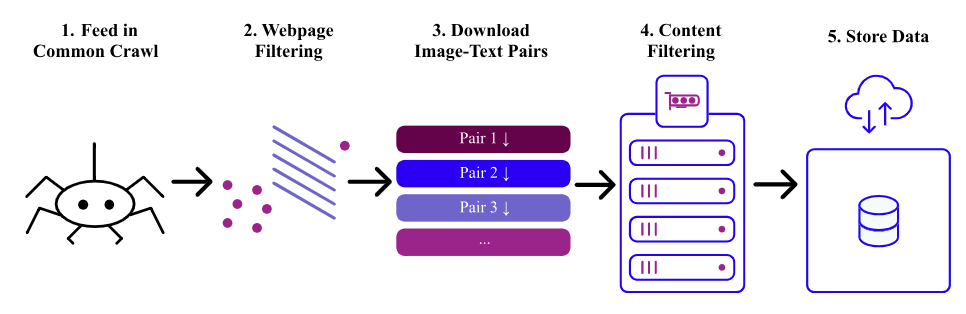 1. Feed in
Common Crawl
2. Webpage
Filtering
3. Download
Image-Text Pairs
4. Content
Filtering
5. Store Data
Pair 1 ↓
Pair 2 ↓
Pair 3 ↓
...